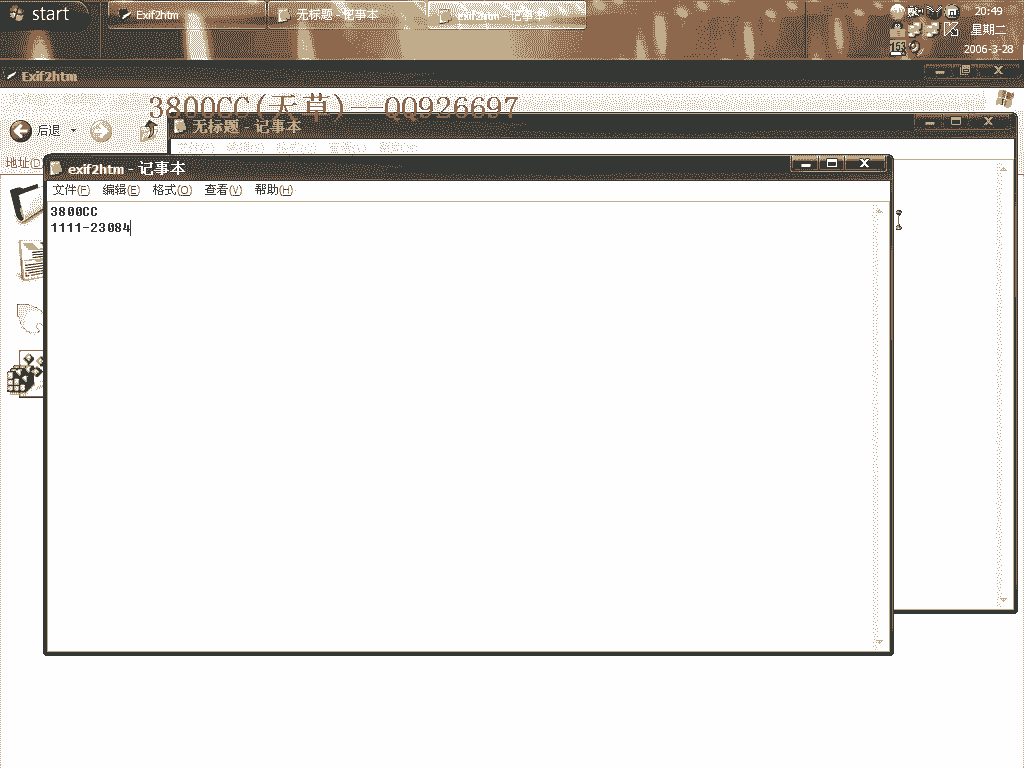 start
Exif2htm
无标题 - 记事本
exif2htm - 记事本
20:49
星期二
2006-3-28
Exif2htm
3800CC(天草)--QQ926697
后退
无标题 - 记事本
地址(D)
exif2htm - 记事本
文件(F) 编辑(E) 格式(O) 查看(V) 帮助(H)
3800CC
1111-23084